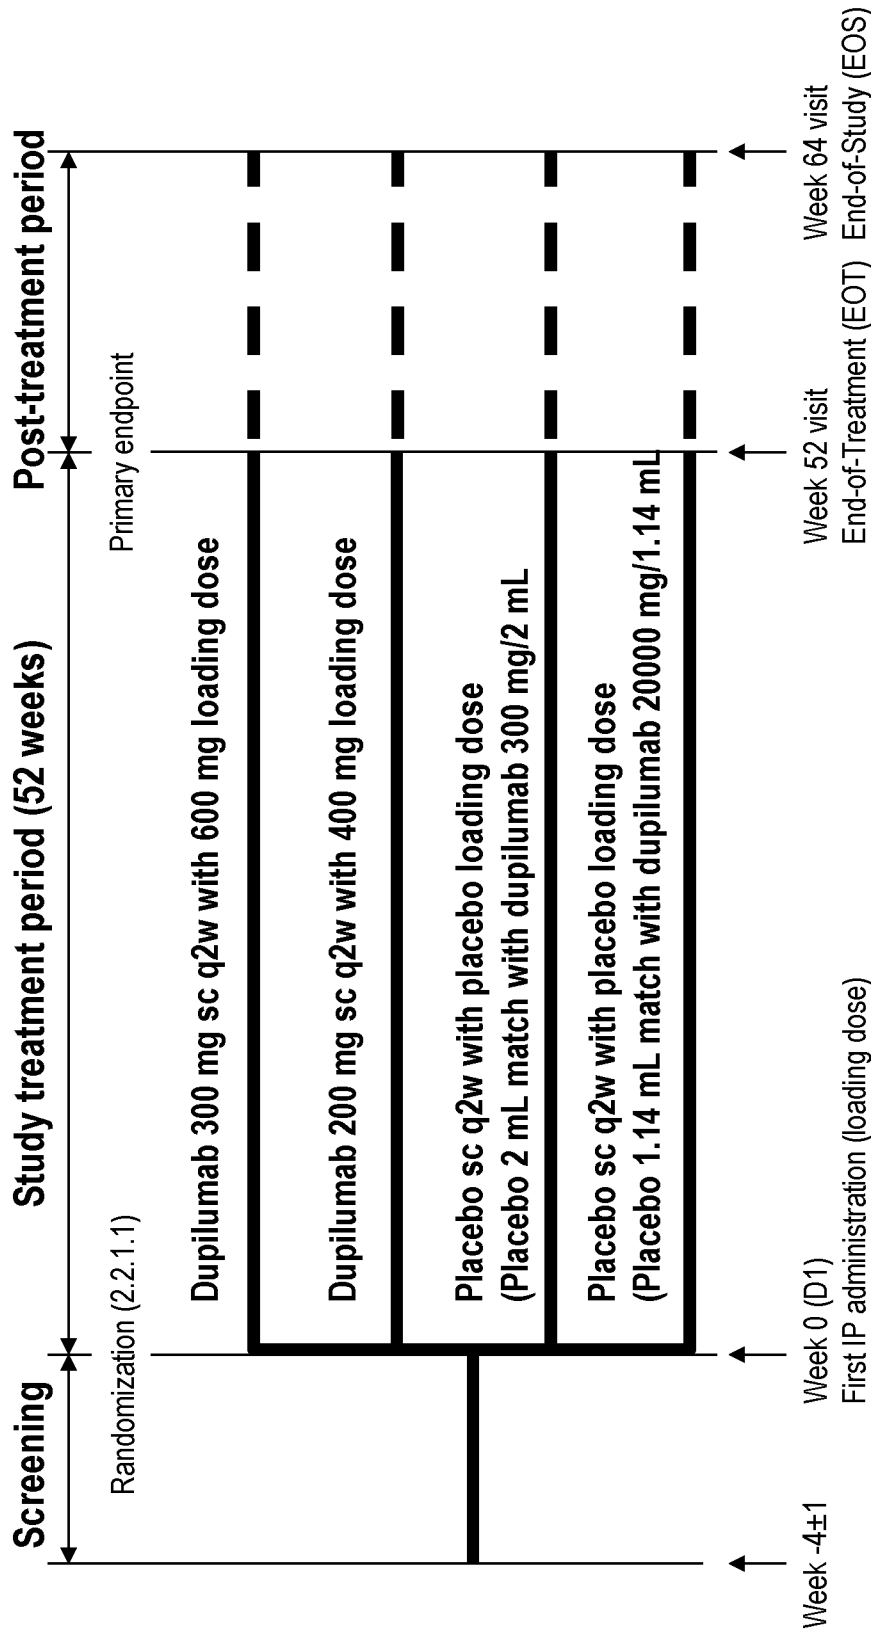 Screening
Study treatment period (52 weeks)
Post-treatment period
Randomization (2.2.1.1)
Primary endpoint
Dupilumab 300 mg sc q2w with 600 mg loading dose
Dupilumab 200 mg sc q2w with 400 mg loading dose
Placebo sc q2w with placebo loading dose
(Placebo 2 mL match with dupilumab 300 mg/2 mL
Placebo sc q2w with placebo loading dose
(Placebo 1.14 mL match with dupilumab 20000 mg/1.14 mL
Week -4±1
Week 0 (D1)
First IP administration (loading dose)
Week 52 visit
End-of-Treatment (EOT)
Week 64 visit
End-of-Study (EOS)